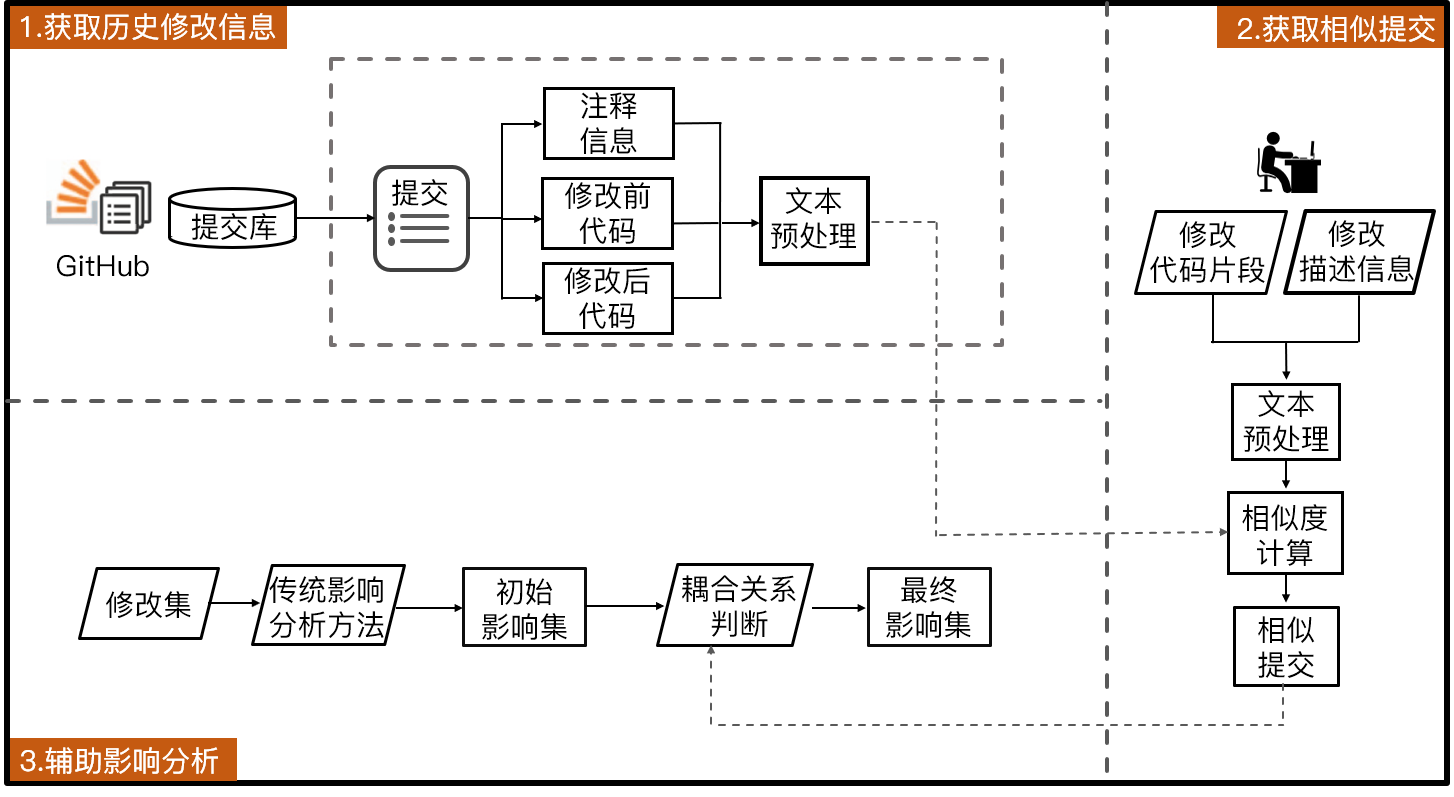 1.获取历史修改信息
GitHub
提交库
提交
注释
信息
修改前
代码
修改后
代码
文本
预处理
2.获取相似提交
修改
代码片段
修改
描述信息
文本
预处理
相似度
计算
相似
提交
修改集
传统影响
分析方法
初始
影响集
耦合关系
判断
最终
影响集
3.辅助影响分析